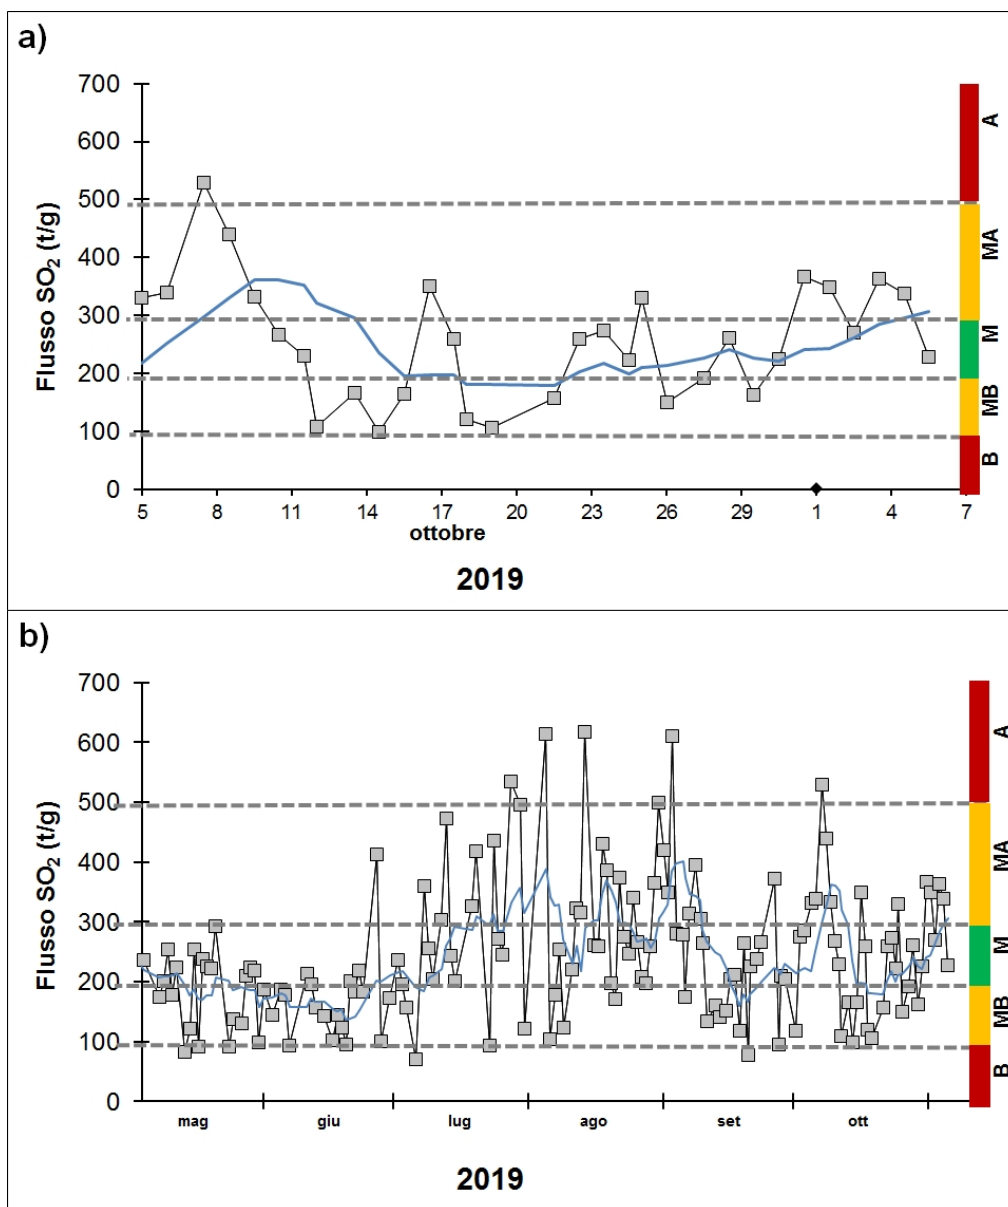 a)
700
600
500
400
300
200
100
0
Flusso SO₂ (t/g)
A
MA
M
MB
B
5 8 11 14 17 20 23 26 29 1 4 7
ottobre
2019
b)
700
600
500
400
300
200
100
0
Flusso SO₂ (t/g)
A
MA
M
MB
B
mag giu lug ago set ott
2019